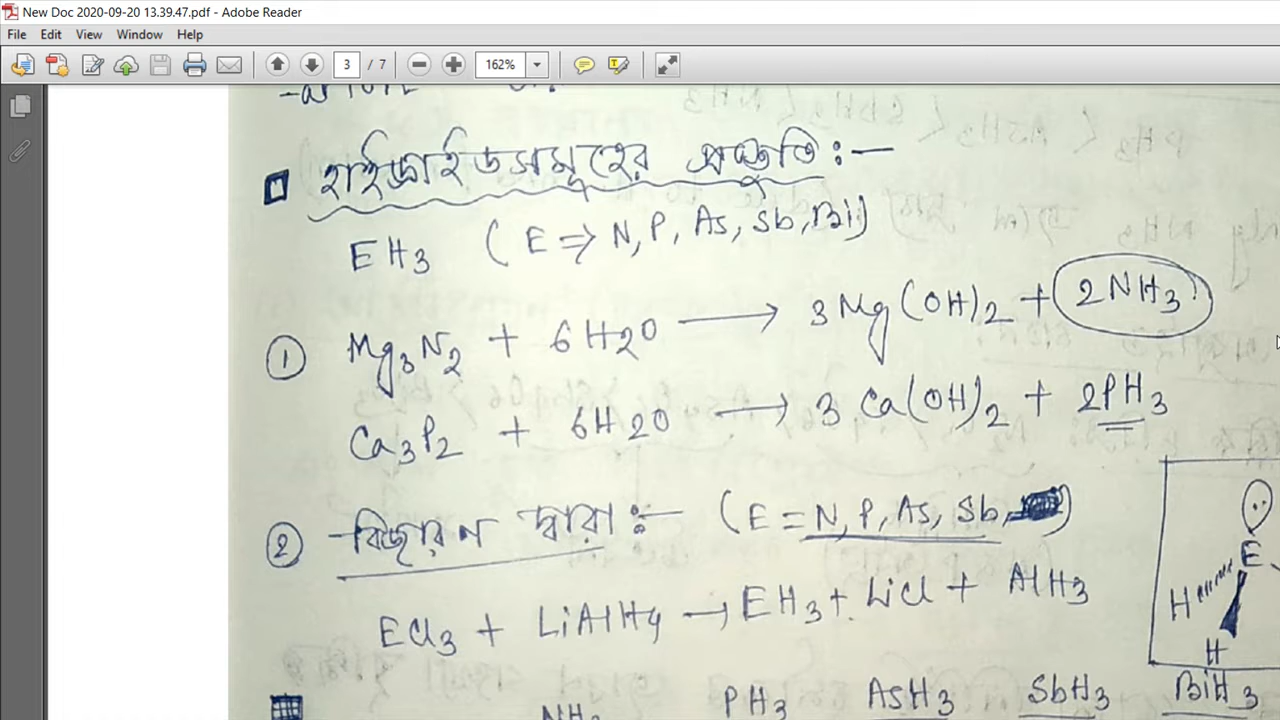 New Doc 2020-09-20 13.39.47.pdf - Adobe Reader
File Edit View Window Help
3 / 7 162%
হাইড্রাইডসমূহের প্রস্তুতি :—
EH3 (E ⇒ N, P, As, Sb, Bi)
① Mg3N2 + 6H2O ⟶ 3Mg(OH)2 + 2NH3
Ca3P2 + 6H2O ⟶ 3Ca(OH)2 + 2PH3
② বিজারণ দ্বারা :— (E = N, P, As, Sb,
ECl3 + LiAlH4 ⟶ EH3 + LiCl + AlH3
E
H
H
NH3 PH3 AsH3 SbH3 BiH3